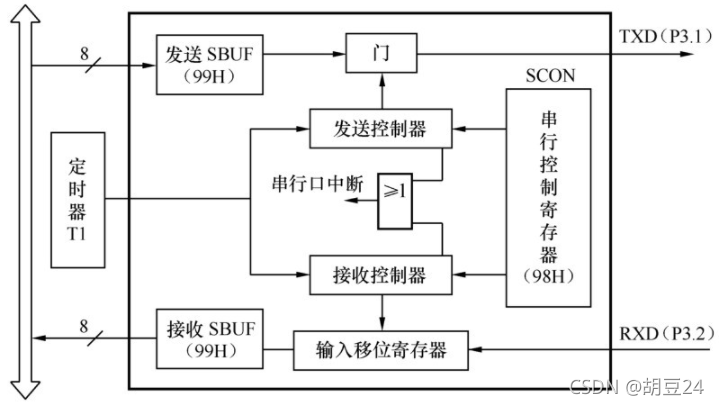 8
发送 SBUF
(99H)
门
TXD(P3.1)
SCON
发送控制器
定时器
T1
串行口中断
≥1
串行控制寄存器
(98H)
接收控制器
8
接收 SBUF
(99H)
输入移位寄存器
RXD(P3.2)
CSDN @胡豆24